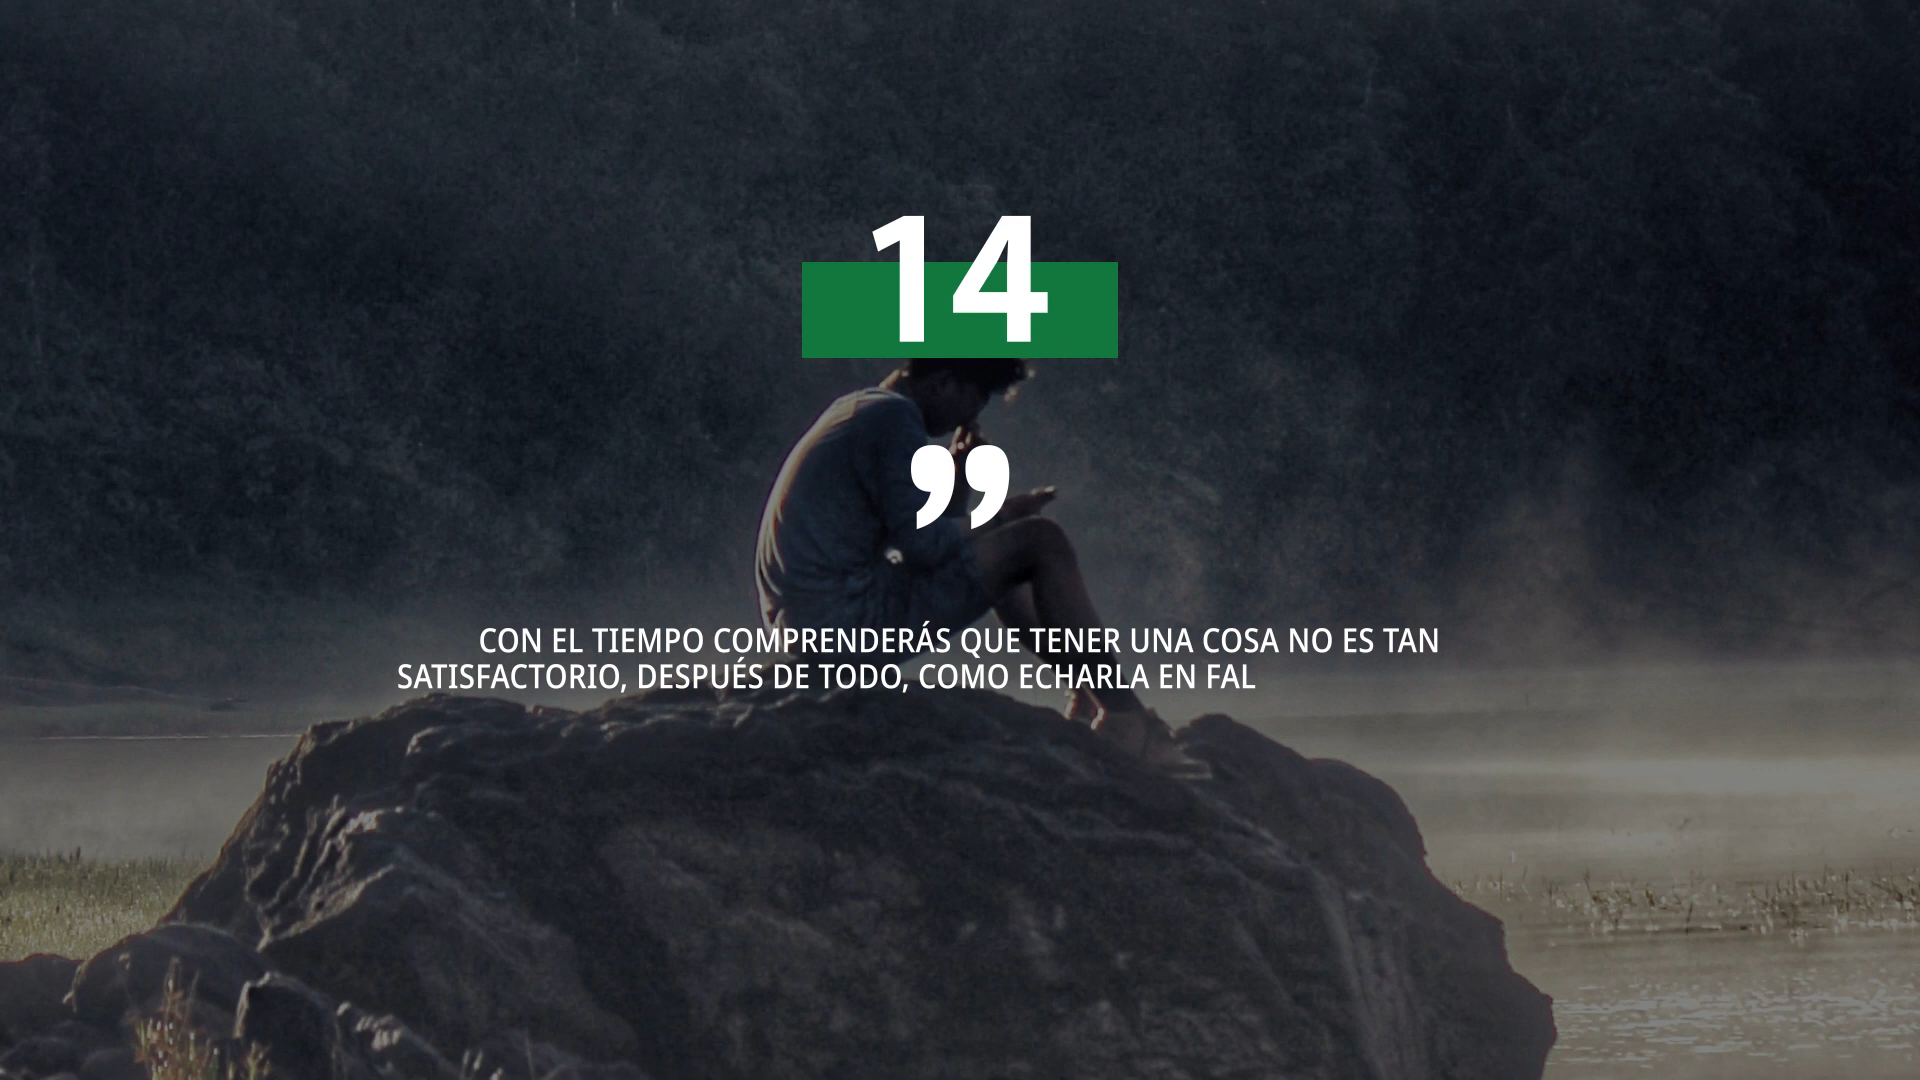 14
”
CON EL TIEMPO COMPRENDERÁS QUE TENER UNA COSA NO ES TAN
SATISFACTORIO, DESPUÉS DE TODO, COMO ECHARLA EN FAL